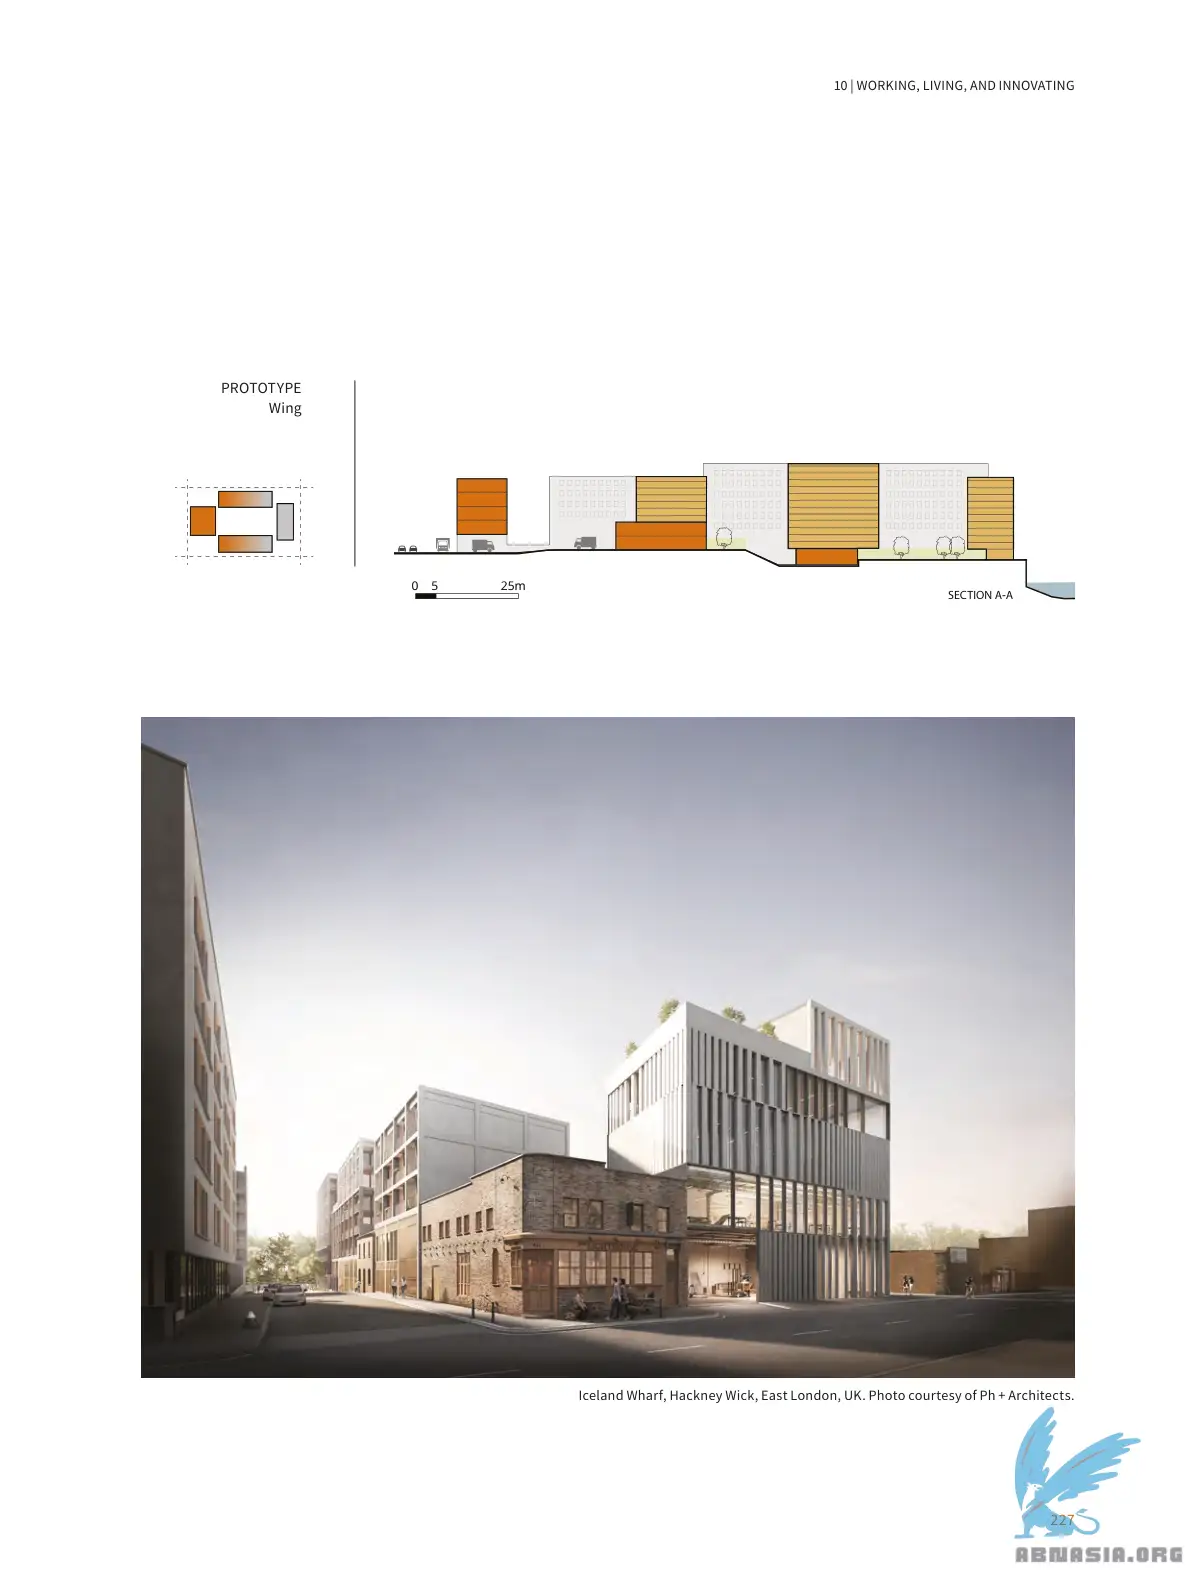 10 | WORKING, LIVING, AND INNOVATING
PROTOTYPE
Wing
0 5 25m
SECTION A-A
Iceland Wharf, Hackney Wick, East London, UK. Photo courtesy of Ph + Architects.
227
ABNASIA.ORG